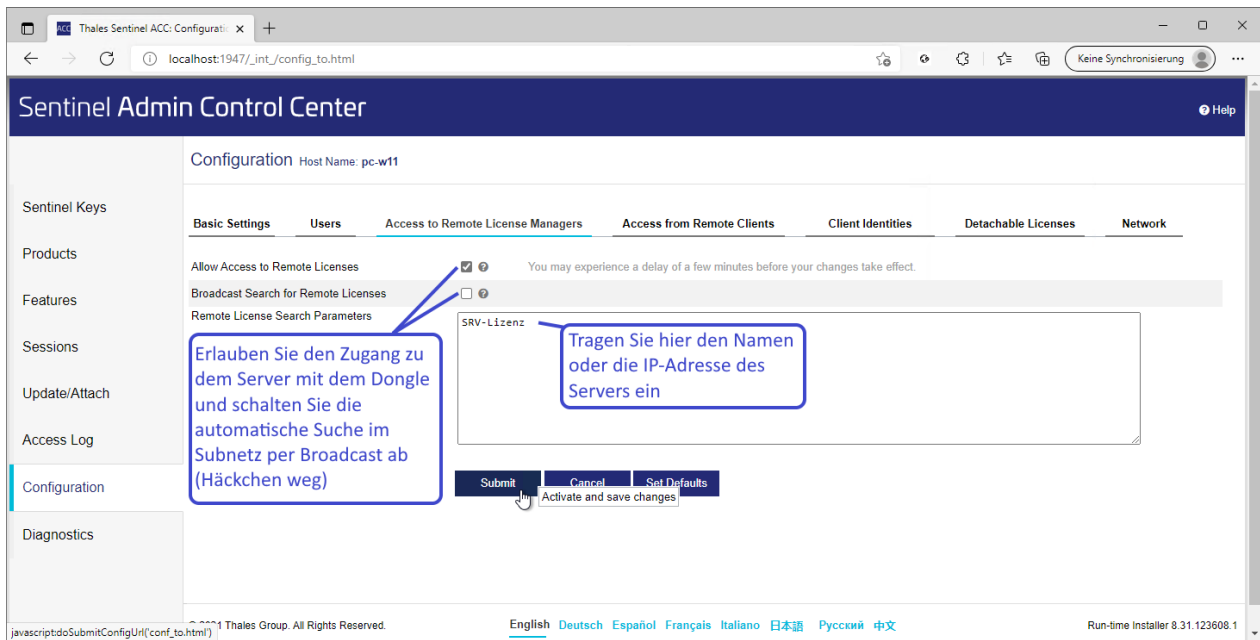 Thales Sentinel ACC: Configuratic
localhost:1947/_int_/config_to.html
Keine Synchronisierung
Sentinel Admin Control Center
Help
Configuration Host Name: pc-w11
Sentinel Keys
Products
Features
Sessions
Update/Attach
Access Log
Configuration
Diagnostics
Basic Settings Users Access to Remote License Managers Access from Remote Clients Client Identities Detachable Licenses Network
Allow Access to Remote Licenses You may experience a delay of a few minutes before your changes take effect.
Broadcast Search for Remote Licenses
Remote License Search Parameters
SRV-Lizenz
Erlauben Sie den Zugang zu
dem Server mit dem Dongle
und schalten Sie die
automatische Suche im
Subnetz per Broadcast ab
(Häckchen weg)
Tragen Sie hier den Namen
oder die IP-Adresse des
Servers ein
Submit Cancel Set Defaults
Activate and save changes
Thales Group. All Rights Reserved.
English Deutsch Español Français Italiano 日本語 Русский 中文
Run-time Installer 8.31.123608.1
javascript:doSubmitConfigUrl('conf_to.html')